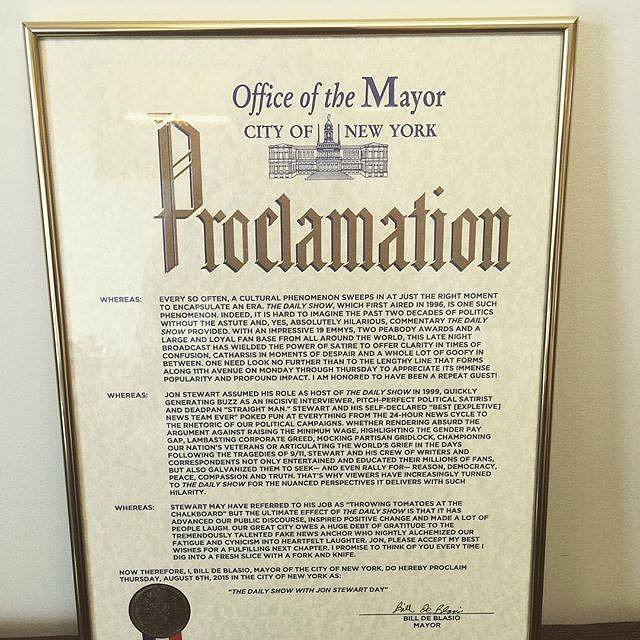 Office of the Mayor
CITY OF NEW YORK
Proclamation
WHEREAS: EVERY SO OFTEN, A CULTURAL PHENOMENON SWEEPS IN AT JUST THE RIGHT MOMENT
TO ENCAPSULATE AN ERA. THE DAILY SHOW, WHICH FIRST AIRED IN 1996, IS ONE SUCH
PHENOMENON. INDEED, IT IS HARD TO IMAGINE THE PAST TWO DECADES OF POLITICS
WITHOUT THE ASTUTE AND, YES, ABSOLUTELY HILARIOUS, COMMENTARY THE DAILY
SHOW PROVIDED. WITH AN IMPRESSIVE 19 EMMYS, TWO PEABODY AWARDS AND A
LARGE AND LOYAL FAN BASE FROM ALL AROUND THE WORLD, THIS LATE NIGHT
BROADCAST HAS WIELDED THE POWER OF SATIRE TO OFFER CLARITY IN TIMES OF
CONFUSION, CATHARSIS IN MOMENTS OF DESPAIR AND A WHOLE LOT OF GOOFY IN
BETWEEN. ONE NEED LOOK NO FURTHER THAN TO THE LENGTHY LINE THAT FORMS
ALONG 11TH AVENUE ON MONDAY THROUGH THURSDAY TO APPRECIATE ITS IMMENSE
POPULARITY AND PROFOUND IMPACT. I AM HONORED TO HAVE BEEN A REPEAT GUEST!
WHEREAS: JON STEWART ASSUMED HIS ROLE AS HOST OF THE DAILY SHOW IN 1999, QUICKLY
GENERATING BUZZ AS AN INCISIVE INTERVIEWER, PITCH-PERFECT POLITICAL SATIRIST
AND DEADPAN "STRAIGHT MAN." STEWART AND HIS SELF-DECLARED "BEST [EXPLETIVE]
NEWS TEAM EVER" POKED FUN AT EVERYTHING FROM THE 24-HOUR NEWS CYCLE TO
THE RHETORIC OF OUR POLITICAL CAMPAIGNS. WHETHER RENDERING ABSURD THE
ARGUMENT AGAINST RAISING THE MINIMUM WAGE, HIGHLIGHTING THE GENDER PAY
GAP, LAMBASTING CORPORATE GREED, MOCKING PARTISAN GRIDLOCK, CHAMPIONING
OUR NATION'S VETERANS OR ARTICULATING THE WORLD'S GRIEF IN THE DAYS
FOLLOWING THE TRAGEDIES OF 9/11, STEWART AND HIS CREW OF WRITERS AND
CORRESPONDENTS NOT ONLY ENTERTAINED AND EDUCATED THEIR MILLIONS OF FANS,
BUT ALSO GALVANIZED THEM TO SEEK— AND EVEN RALLY FOR— REASON, DEMOCRACY,
PEACE, COMPASSION AND TRUTH. THAT'S WHY VIEWERS HAVE INCREASINGLY TURNED
TO THE DAILY SHOW FOR THE NUANCED PERSPECTIVES IT DELIVERS WITH SUCH
HILARITY.
WHEREAS: STEWART MAY HAVE REFERRED TO HIS JOB AS "THROWING TOMATOES AT THE
CHALKBOARD" BUT THE ULTIMATE EFFECT OF THE DAILY SHOW IS THAT IT HAS
ADVANCED OUR PUBLIC DISCOURSE, INSPIRED POSITIVE CHANGE AND MADE A LOT OF
PEOPLE LAUGH. OUR GREAT CITY OWES A HUGE DEBT OF GRATITUDE TO THE
TREMENDOUSLY TALENTED FAKE NEWS ANCHOR WHO NIGHTLY ALCHEMIZED OUR
FATIGUE AND CYNICISM INTO HEARTFELT LAUGHTER. JON, PLEASE ACCEPT MY BEST
WISHES FOR A FULFILLING NEXT CHAPTER. I PROMISE TO THINK OF YOU EVERY TIME I
DIG INTO A FRESH SLICE WITH A FORK AND KNIFE.
NOW THEREFORE, I, BILL DE BLASIO, MAYOR OF THE CITY OF NEW YORK, DO HEREBY PROCLAIM
THURSDAY, AUGUST 6TH, 2015 IN THE CITY OF NEW YORK AS:
"THE DAILY SHOW WITH JON STEWART DAY"
Bill de Blasio
BILL DE BLASIO
MAYOR